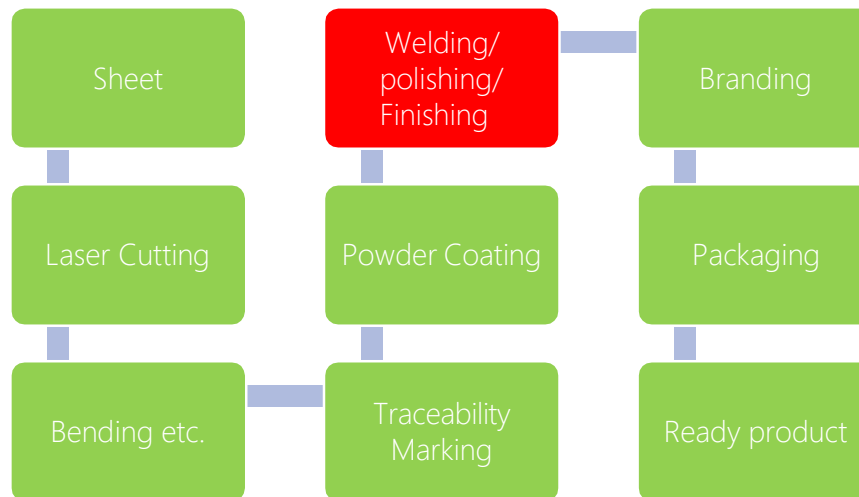 Sheet
Laser Cutting
Bending etc.
Traceability
Marking
Powder Coating
Welding/
polishing/
Finishing
Branding
Packaging
Ready product